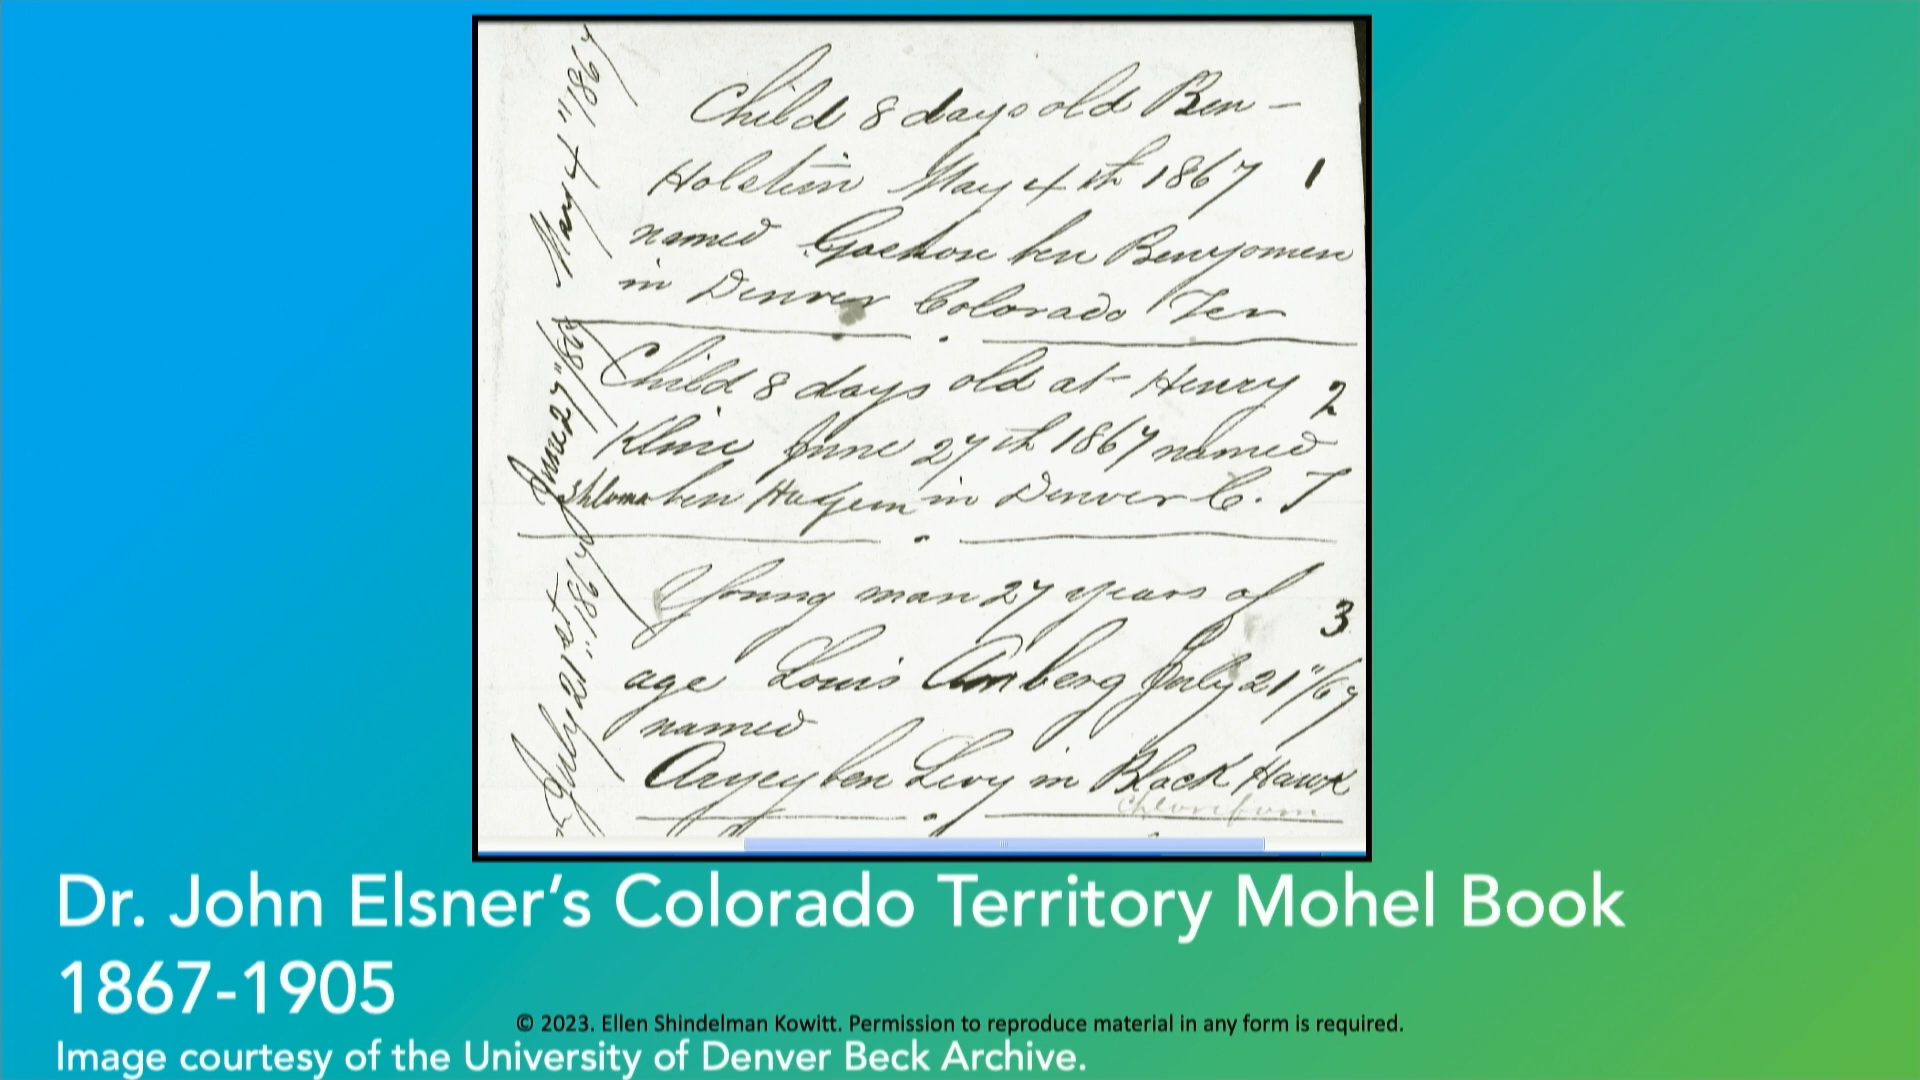 Child 8 days old Ben-
Holstein May 4th 1867 1
named Gershon ben Benyomen
in Denver Colorado Ter
Child 8 days old at Henry 2
Kline June 27th 1867 named
Shloma ben Hayem in Denver C. T
Young man 27 years of 3
age Louis Amberg July 21"/67
named
Aryey ben Levy in Black Hawk
Chloroform
May 4" 1867
June 27"/867
July 21st "1867
Dr. John Elsner's Colorado Territory Mohel Book
1867-1905
© 2023. Ellen Shindelman Kowitt. Permission to reproduce material in any form is required.
Image courtesy of the University of Denver Beck Archive.